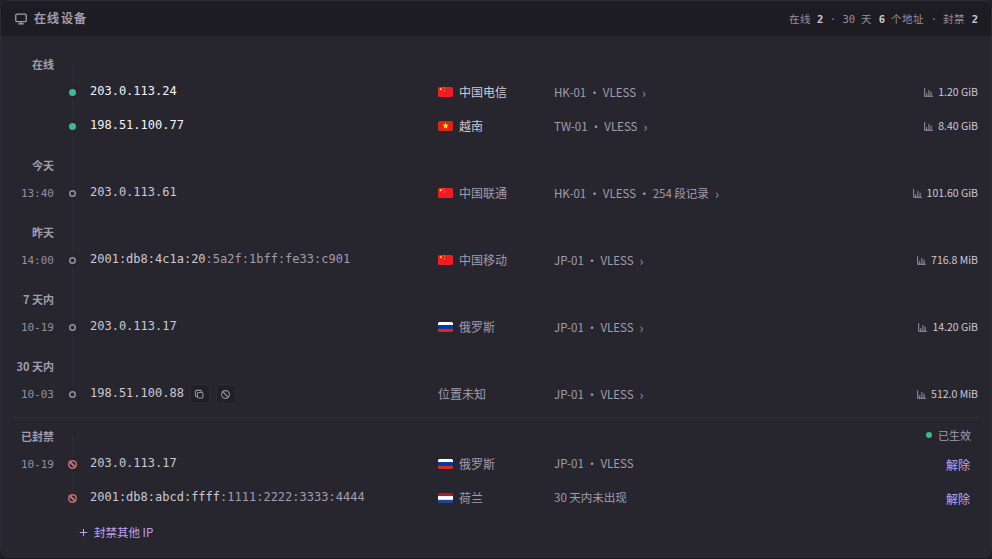 在线设备 在线 2 · 30 天 6 个地址 · 封禁 2
在线
203.0.113.24 中国电信 HK-01 • VLESS › 1.20 GiB
198.51.100.77 越南 TW-01 • VLESS › 8.40 GiB
今天
13:40 203.0.113.61 中国联通 HK-01 • VLESS • 254 段记录 › 101.60 GiB
昨天
14:00 2001:db8:4c1a:20:5a2f:1bff:fe33:c901 中国移动 JP-01 • VLESS › 716.8 MiB
7 天内
10-19 203.0.113.17 俄罗斯 JP-01 • VLESS › 14.20 GiB
30 天内
10-03 198.51.100.88 位置未知 JP-01 • VLESS › 512.0 MiB
已封禁 已生效
10-19 203.0.113.17 俄罗斯 JP-01 • VLESS 解除
2001:db8:abcd:ffff:1111:2222:3333:4444 荷兰 30 天内未出现 解除
+ 封禁其他 IP